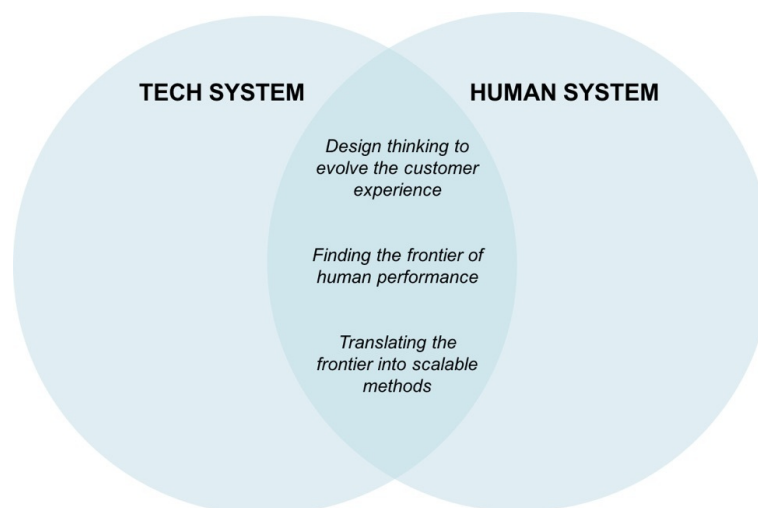 TECH SYSTEM
HUMAN SYSTEM
Design thinking to
evolve the customer
experience
Finding the frontier of
human performance
Translating the
frontier into scalable
methods